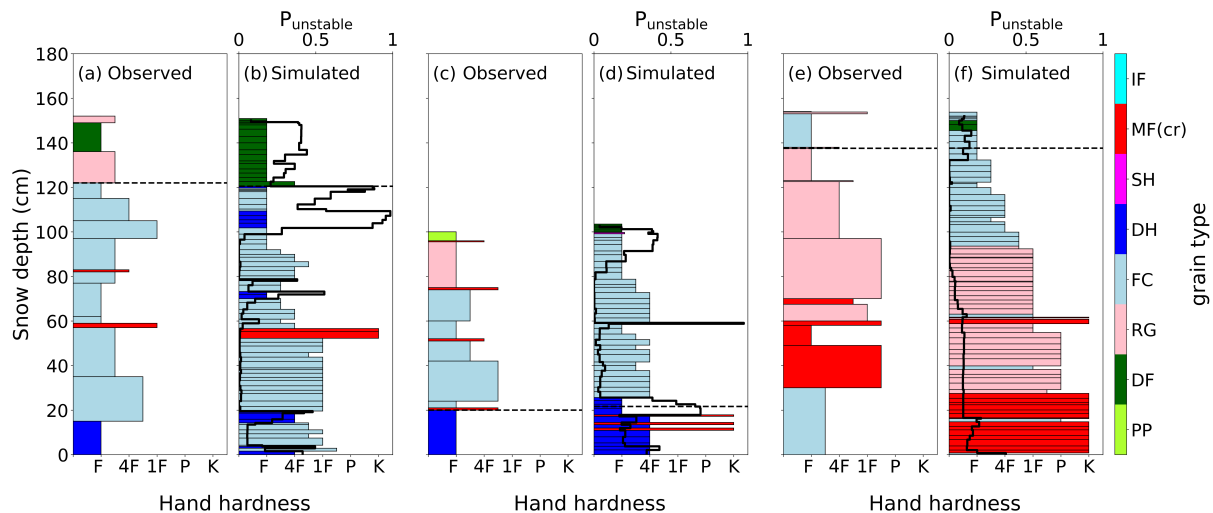 P_unstable P_unstable P_unstable
0 0.5 1 0 0.5 1 0 0.5 1
180
(a) Observed (b) Simulated (c) Observed (d) Simulated (e) Observed (f) Simulated
IF
160
MF(cr)
140
SH
120
DH
100
80
FC
60
RG
40
DF
20
PP
0
Snow depth (cm)
grain type
F 4F 1F P K F 4F 1F P K F 4F 1F P K F 4F 1F P K F 4F 1F P K F 4F 1F P K
Hand hardness Hand hardness Hand hardness